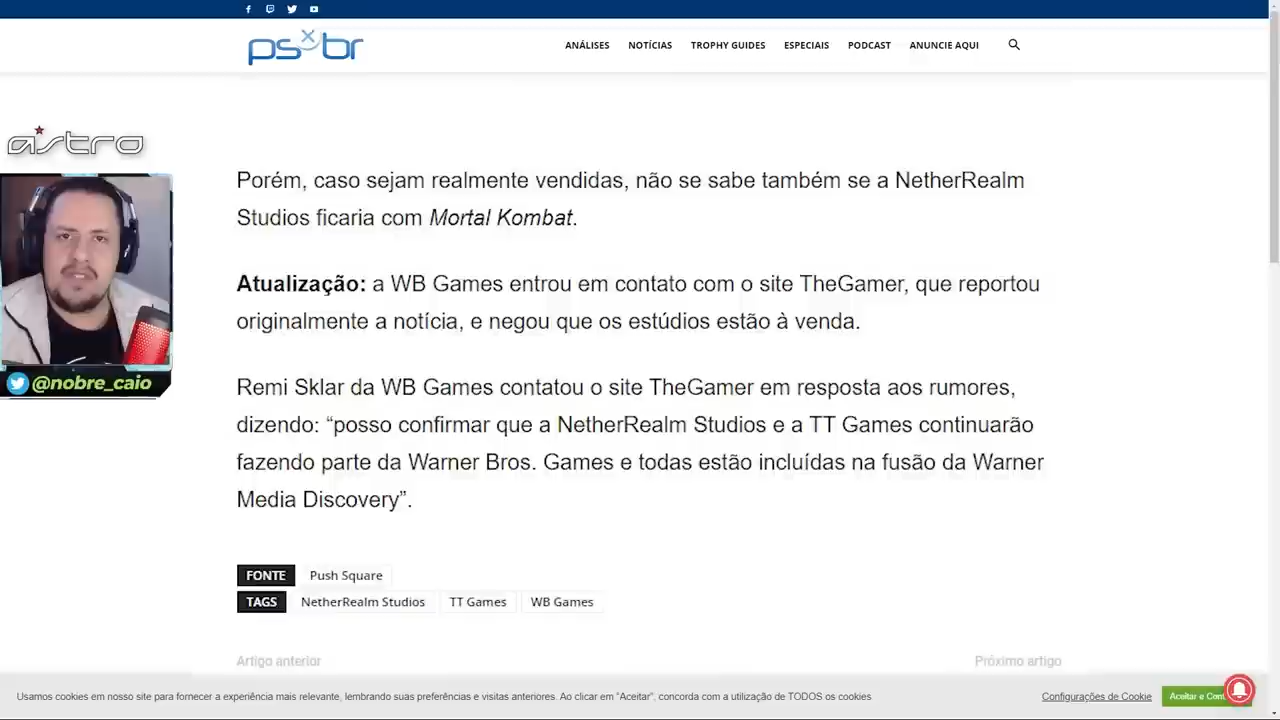 psxbr
ANÁLISES NOTÍCIAS TROPHY GUIDES ESPECIAIS PODCAST ANUNCIE AQUI
astro
Porém, caso sejam realmente vendidas, não se sabe também se a NetherRealm
Studios ficaria com Mortal Kombat.
Atualização: a WB Games entrou em contato com o site TheGamer, que reportou
originalmente a notícia, e negou que os estúdios estão à venda.
@nobre_caio
Remi Sklar da WB Games contatou o site TheGamer em resposta aos rumores,
dizendo: “posso confirmar que a NetherRealm Studios e a TT Games continuarão
fazendo parte da Warner Bros. Games e todas estão incluídas na fusão da Warner
Media Discovery”.
FONTE Push Square
TAGS NetherRealm Studios TT Games WB Games
Artigo anterior Próximo artigo
Usamos cookies em nosso site para fornecer a experiência mais relevante, lembrando suas preferências e visitas anteriores. Ao clicar em “Aceitar”, concorda com a utilização de TODOS os cookies Configurações de Cookie Aceitar e